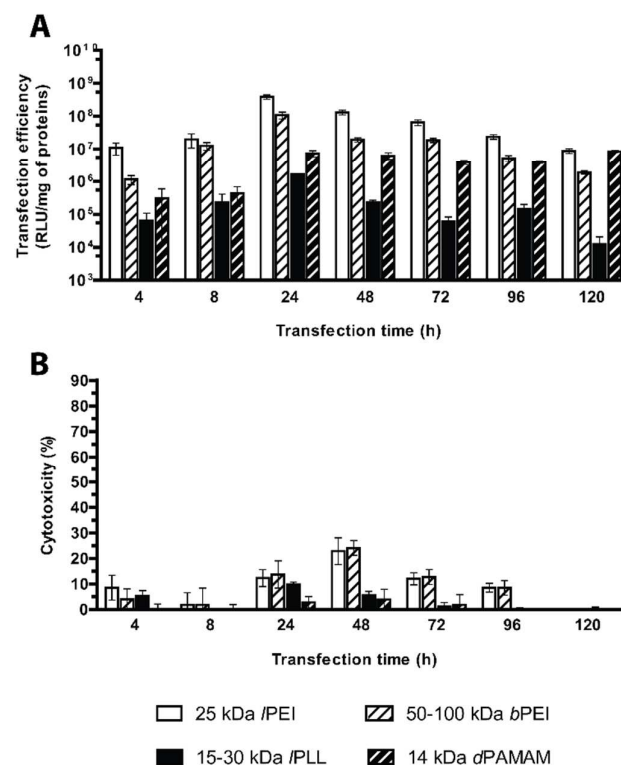 A
Transfection efficiency
(RLU/mg of proteins)
10¹⁰
10⁹
10⁸
10⁷
10⁶
10⁵
10⁴
10³
4 8 24 48 72 96 120
Transfection time (h)
B
Cytotoxicity (%)
90
80
70
60
50
40
30
20
10
0
4 8 24 48 72 96 120
Transfection time (h)
25 kDa lPEI 50-100 kDa bPEI
15-30 kDa lPLL 14 kDa dPAMAM